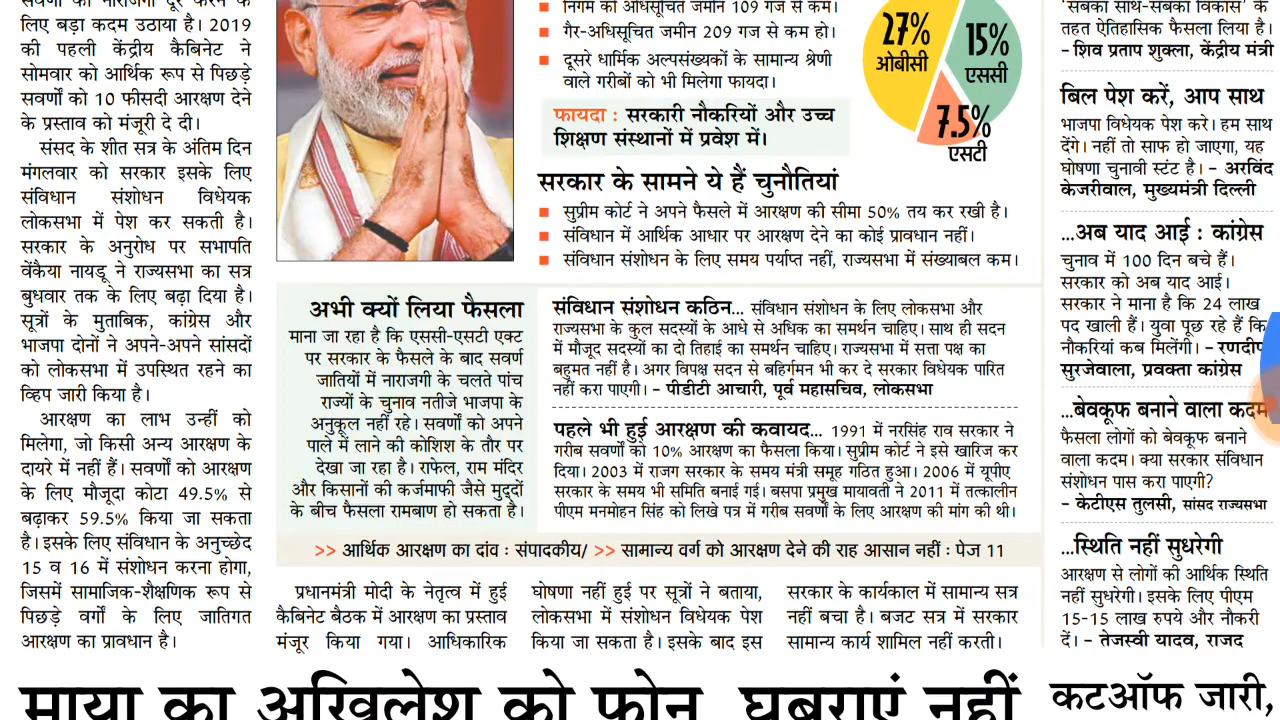 सवर्णों की नाराजगी दूर करने के
लिए बड़ा कदम उठाया है। 2019
की पहली केंद्रीय कैबिनेट ने
सोमवार को आर्थिक रूप से पिछड़े
सवर्णों को 10 फीसदी आरक्षण देने
के प्रस्ताव को मंजूरी दे दी।
संसद के शीत सत्र के अंतिम दिन
मंगलवार को सरकार इसके लिए
संविधान संशोधन विधेयक
लोकसभा में पेश कर सकती है।
सरकार के अनुरोध पर सभापति
वेंकैया नायडू ने राज्यसभा का सत्र
बुधवार तक के लिए बढ़ा दिया है।
सूत्रों के मुताबिक, कांग्रेस और
भाजपा दोनों ने अपने-अपने सांसदों
को लोकसभा में उपस्थित रहने का
व्हिप जारी किया है।
आरक्षण का लाभ उन्हीं को
मिलेगा, जो किसी अन्य आरक्षण के
दायरे में नहीं हैं। सवर्णों को आरक्षण
के लिए मौजूदा कोटा 49.5% से
बढ़ाकर 59.5% किया जा सकता
है। इसके लिए संविधान के अनुच्छेद
15 व 16 में संशोधन करना होगा,
जिसमें सामाजिक-शैक्षणिक रूप से
पिछड़े वर्गों के लिए जातिगत
आरक्षण का प्रावधान है।
निगम की अधिसूचित जमीन 109 गज से कम।
गैर-अधिसूचित जमीन 209 गज से कम हो।
दूसरे धार्मिक अल्पसंख्यकों के सामान्य श्रेणी
वाले गरीबों को भी मिलेगा फायदा।
फायदा : सरकारी नौकरियों और उच्च
शिक्षण संस्थानों में प्रवेश में।
27%
ओबीसी
15%
एससी
7.5%
एसटी
सरकार के सामने ये हैं चुनौतियां
सुप्रीम कोर्ट ने अपने फैसले में आरक्षण की सीमा 50% तय कर रखी है।
संविधान में आर्थिक आधार पर आरक्षण देने का कोई प्रावधान नहीं।
संविधान संशोधन के लिए समय पर्याप्त नहीं, राज्यसभा में संख्याबल कम।
अभी क्यों लिया फैसला
माना जा रहा है कि एससी-एसटी एक्ट
पर सरकार के फैसले के बाद सवर्ण
जातियों में नाराजगी के चलते पांच
राज्यों के चुनाव नतीजे भाजपा के
अनुकूल नहीं रहे। सवर्णों को अपने
पाले में लाने की कोशिश के तौर पर
देखा जा रहा है। राफेल, राम मंदिर
और किसानों की कर्जमाफी जैसे मुद्दों
के बीच फैसला रामबाण हो सकता है।
संविधान संशोधन कठिन... संविधान संशोधन के लिए लोकसभा और
राज्यसभा के कुल सदस्यों के आधे से अधिक का समर्थन चाहिए। साथ ही सदन
में मौजूद सदस्यों का दो तिहाई का समर्थन चाहिए। राज्यसभा में सत्ता पक्ष का
बहुमत नहीं है। अगर विपक्ष सदन से बहिर्गमन भी कर दे सरकार विधेयक पारित
नहीं करा पाएगी। – पीडीटी आचारी, पूर्व महासचिव, लोकसभा
पहले भी हुई आरक्षण की कवायद... 1991 में नरसिंह राव सरकार ने
गरीब सवर्णों को 10% आरक्षण का फैसला किया। सुप्रीम कोर्ट ने इसे खारिज कर
दिया। 2003 में राजग सरकार के समय मंत्री समूह गठित हुआ। 2006 में यूपीए
सरकार के समय भी समिति बनाई गई। बसपा प्रमुख मायावती ने 2011 में तत्कालीन
पीएम मनमोहन सिंह को लिखे पत्र में गरीब सवर्णों के लिए आरक्षण की मांग की थी।
>> आर्थिक आरक्षण का दांव : संपादकीय/ >> सामान्य वर्ग को आरक्षण देने की राह आसान नहीं : पेज 11
प्रधानमंत्री मोदी के नेतृत्व में हुई
कैबिनेट बैठक में आरक्षण का प्रस्ताव
मंजूर किया गया। आधिकारिक
घोषणा नहीं हुई पर सूत्रों ने बताया,
लोकसभा में संशोधन विधेयक पेश
किया जा सकता है। इसके बाद इस
सरकार के कार्यकाल में सामान्य सत्र
नहीं बचा है। बजट सत्र में सरकार
सामान्य कार्य शामिल नहीं करती।
'सबका साथ-सबका विकास' के
तहत ऐतिहासिक फैसला लिया है।
– शिव प्रताप शुक्ला, केंद्रीय मंत्री
बिल पेश करें, आप साथ
भाजपा विधेयक पेश करे। हम साथ
देंगे। नहीं तो साफ हो जाएगा, यह
घोषणा चुनावी स्टंट है। – अरविंद
केजरीवाल, मुख्यमंत्री दिल्ली
...अब याद आई : कांग्रेस
चुनाव में 100 दिन बचे हैं।
सरकार को अब याद आई।
सरकार ने माना है कि 24 लाख
पद खाली हैं। युवा पूछ रहे हैं कि
नौकरियां कब मिलेंगी। – रणदीप
सुरजेवाला, प्रवक्ता कांग्रेस
...बेवकूफ बनाने वाला कदम
फैसला लोगों को बेवकूफ बनाने
वाला कदम। क्या सरकार संविधान
संशोधन पास करा पाएगी?
– केटीएस तुलसी, सांसद राज्यसभा
...स्थिति नहीं सुधरेगी
आरक्षण से लोगों की आर्थिक स्थिति
नहीं सुधरेगी। इसके लिए पीएम
15-15 लाख रुपये और नौकरी
दें। – तेजस्वी यादव, राजद
माया का अखिलेश को फोन, घबराएं नहीं
कटऑफ जारी,